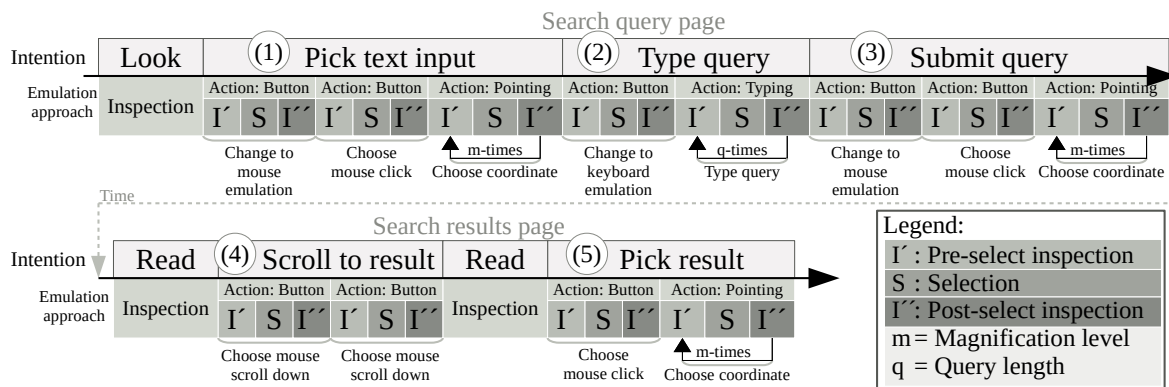 Search query page
Intention Look (1) Pick text input (2) Type query (3) Submit query
Emulation approach
Inspection
Action: Button Action: Button Action: Pointing Action: Button Action: Typing Action: Button Action: Button Action: Pointing
I´ S I´´ I´ S I´´ I´ S I´´ I´ S I´´ I´ S I´´ I´ S I´´ I´ S I´´ I´ S I´´
m-times q-times m-times
Change to mouse emulation
Choose mouse click
Choose coordinate
Change to keyboard emulation
Type query
Change to mouse emulation
Choose mouse click
Choose coordinate
Time
Search results page
Intention Read (4) Scroll to result Read (5) Pick result
Emulation approach
Inspection
Action: Button Action: Button
I´ S I´´ I´ S I´´
Inspection
Action: Button Action: Pointing
I´ S I´´ I´ S I´´
m-times
Choose mouse scroll down
Choose mouse scroll down
Choose mouse click
Choose coordinate
Legend:
I´ : Pre-select inspection
S : Selection
I´´: Post-select inspection
m = Magnification level
q = Query length